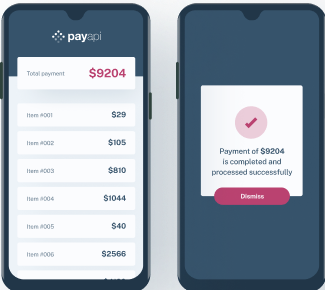 payapi
Total payment $9204
Item #001 $29
Item #002 $105
Item #003 $810
Item #004 $1044
Item #005 $40
Item #006 $2566
Payment of $9204
is completed and
processed successfully
Dismiss